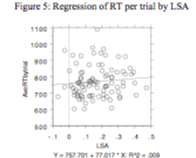 Figure 5: Regression of RT per trial by LSA
1100
1000
900
800
700
600
500
AveRTbytrial
-.1 0 .1 .2 .3 .4 .5
LSA
Y = 757.701 + 77.017 * X; R^2 = .009